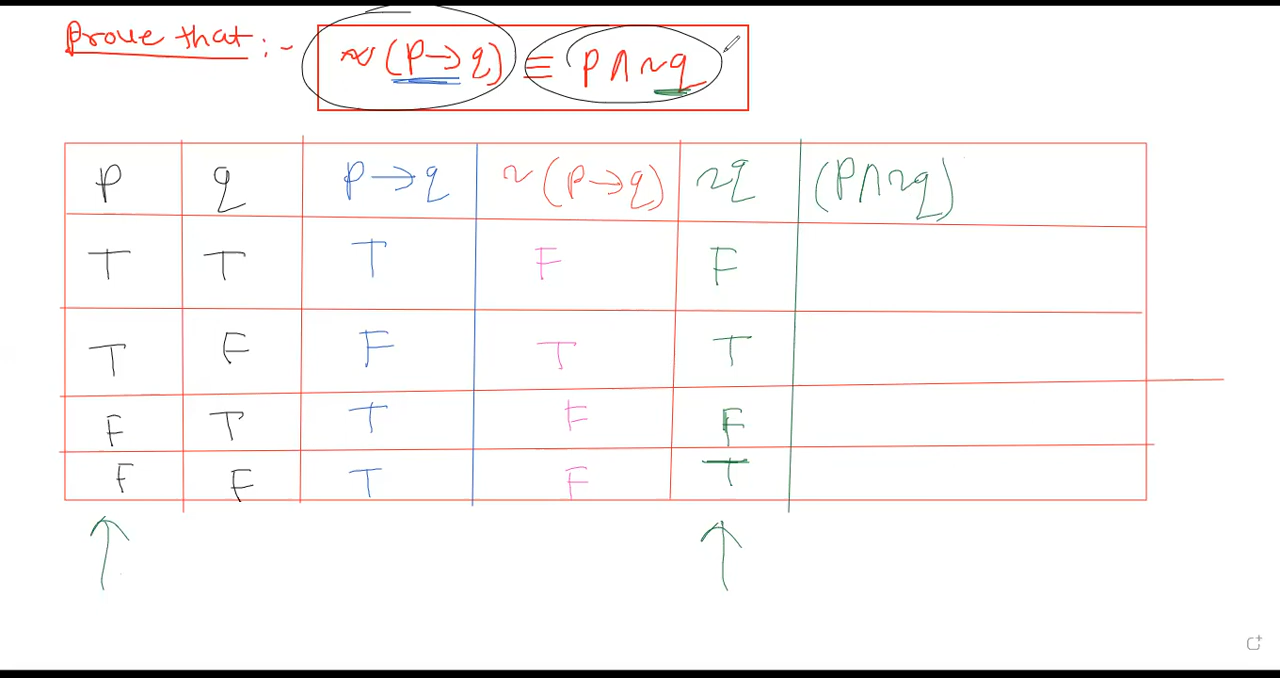 Prove that :- ~(P→q) ≡ P∧~q
P q P→q ~(P→q) ~q (P∧~q)
T T T F F
T F F T T
F T T F F
F F T F T